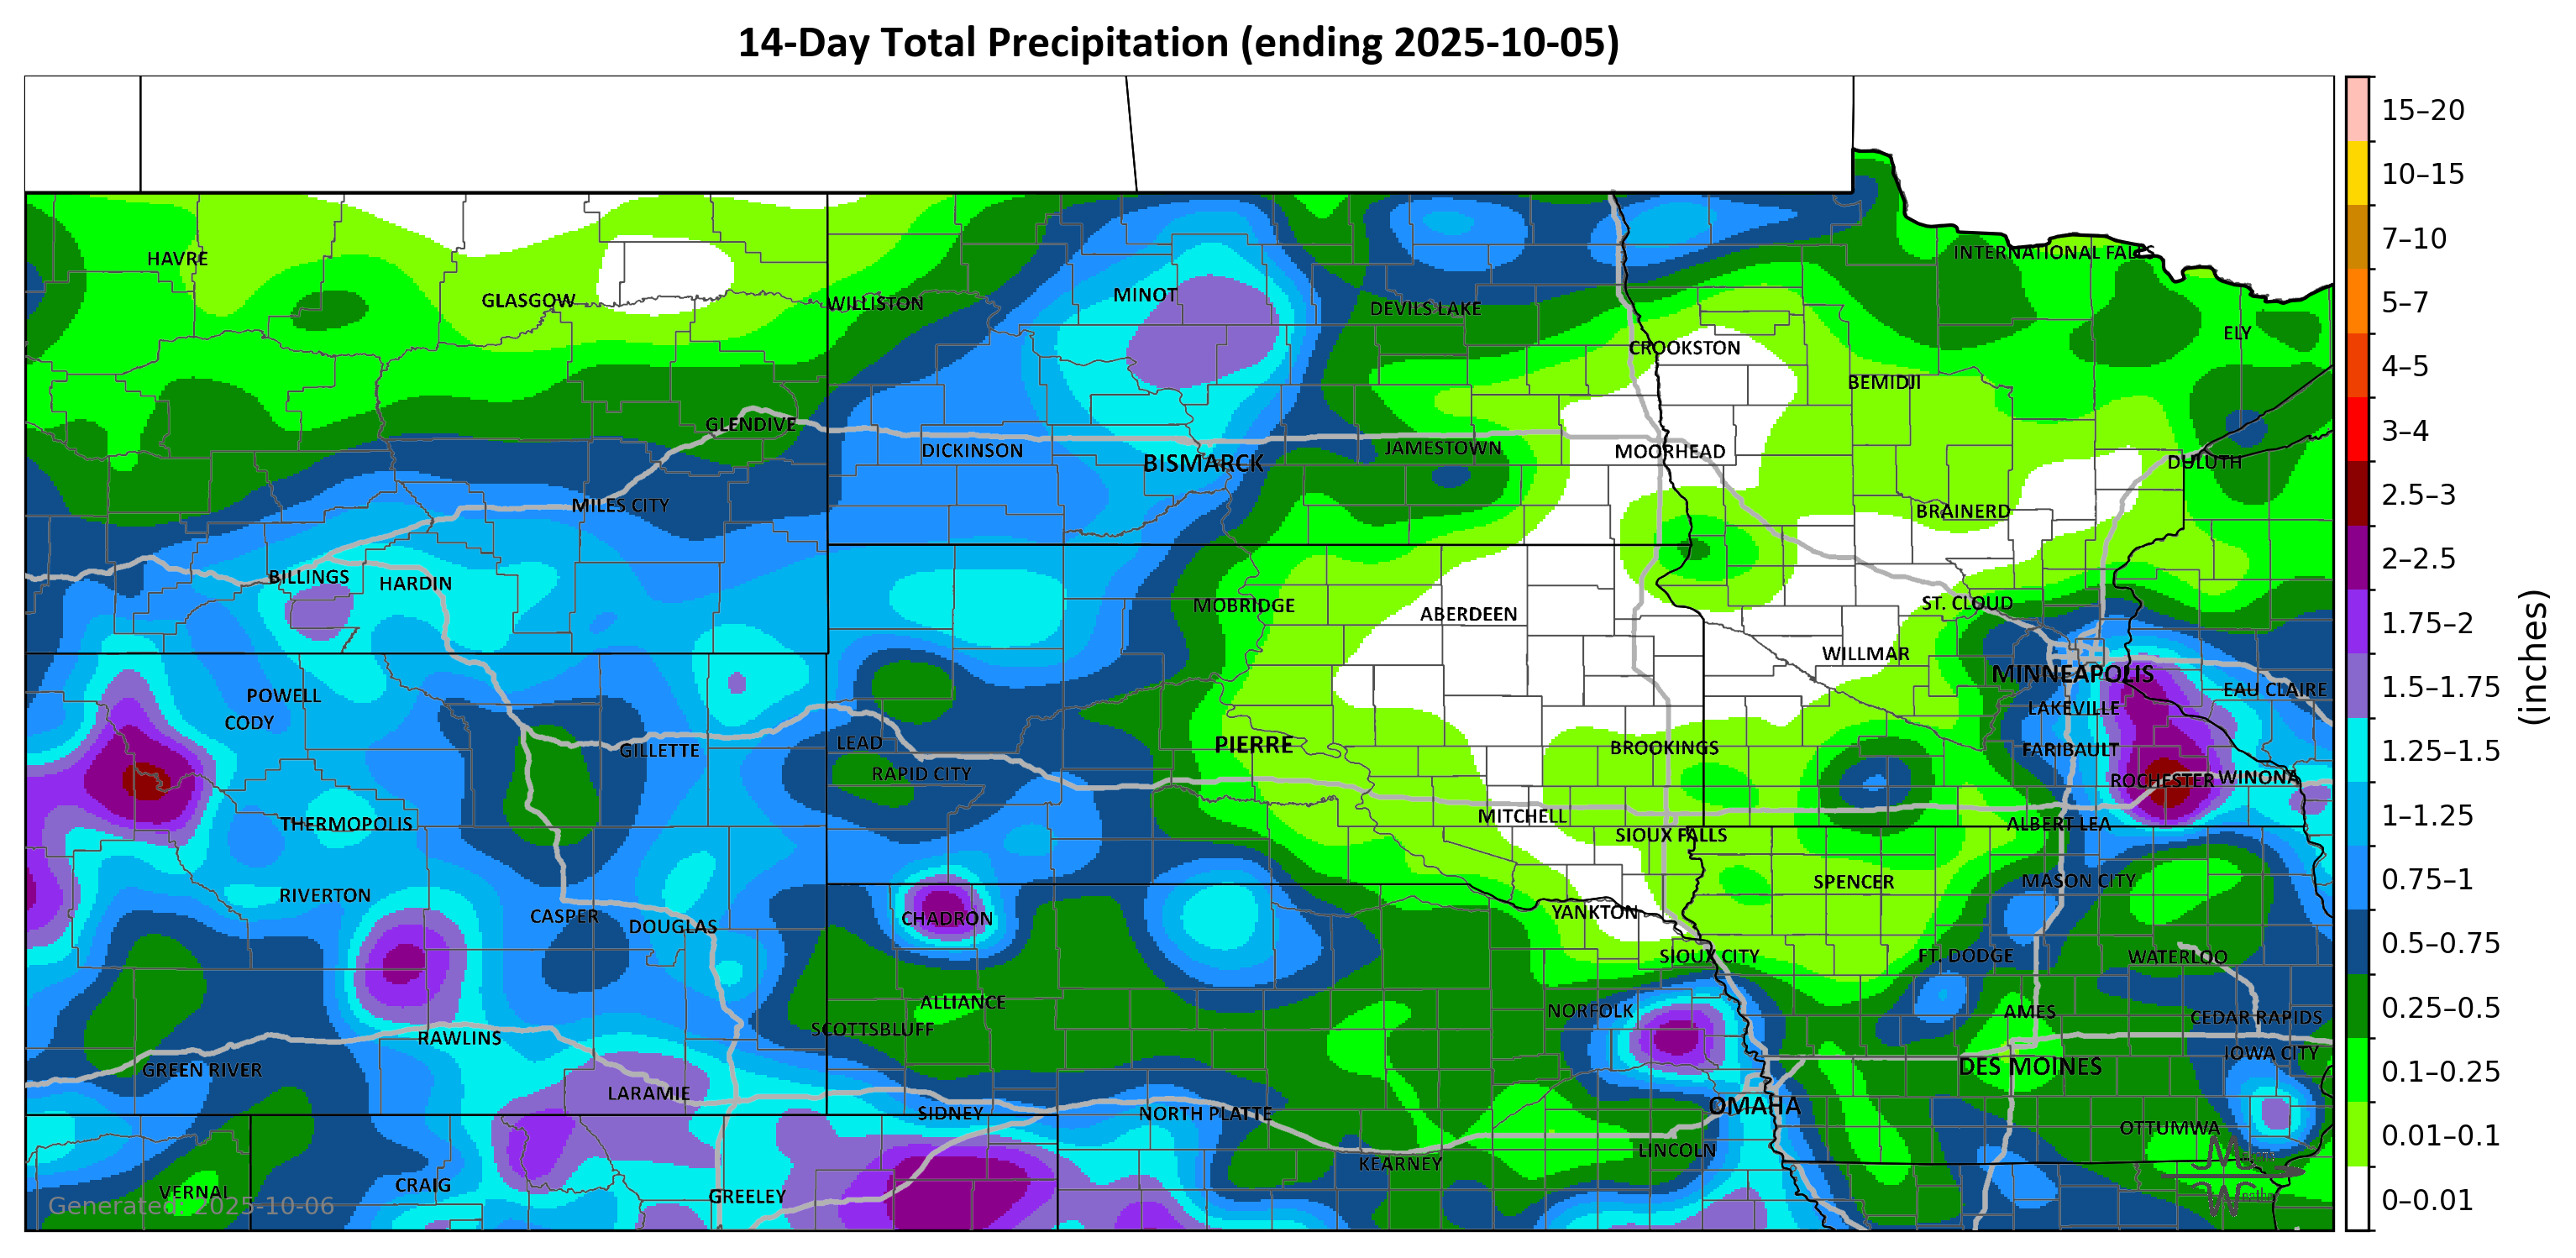 14-Day Total Precipitation (ending 2025-10-05)
HAVRE
GLASGOW
WILLISTON
MINOT
DEVILS LAKE
INTERNATIONAL FALLS
ELY
CROOKSTON
BEMIDJI
GLENDIVE
DICKINSON
BISMARCK
JAMESTOWN
MOORHEAD
DULUTH
MILES CITY
BRAINERD
BILLINGS
HARDIN
MOBRIDGE
ABERDEEN
ST. CLOUD
WILLMAR
MINNEAPOLIS
EAU CLAIRE
POWELL
CODY
LAKEVILLE
GILLETTE
LEAD
RAPID CITY
PIERRE
BROOKINGS
FARIBAULT
ROCHESTER
WINONA
THERMOPOLIS
MITCHELL
SIOUX FALLS
ALBERT LEA
RIVERTON
SPENCER
MASON CITY
CASPER
DOUGLAS
CHADRON
YANKTON
SIOUX CITY
FT. DODGE
WATERLOO
ALLIANCE
SCOTTSBLUFF
NORFOLK
AMES
CEDAR RAPIDS
RAWLINS
GREEN RIVER
IOWA CITY
DES MOINES
LARAMIE
SIDNEY
NORTH PLATTE
OMAHA
OTTUMWA
LINCOLN
KEARNEY
CRAIG
VERNAL
GREELEY
Generated: 2025-10-06
15–20
10–15
7–10
5–7
4–5
3–4
2.5–3
2–2.5
1.75–2
1.5–1.75
1.25–1.5
1–1.25
0.75–1
0.5–0.75
0.25–0.5
0.1–0.25
0.01–0.1
0–0.01
(inches)